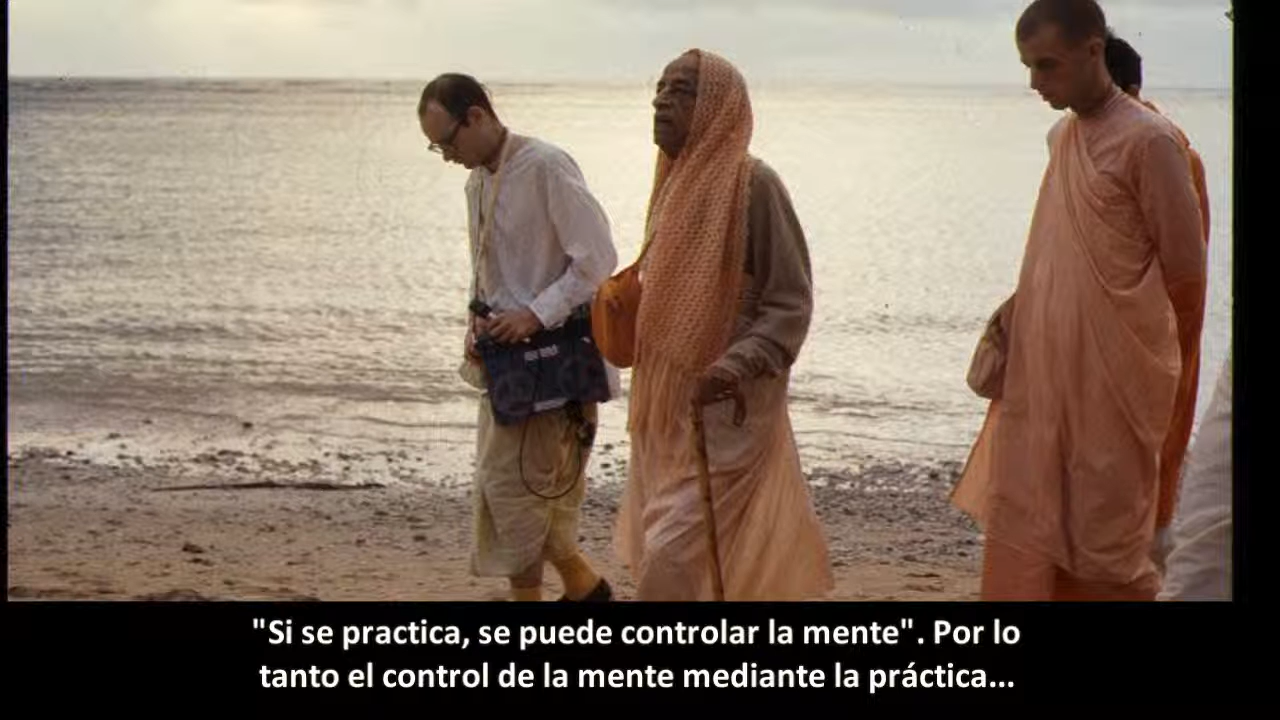 "Si se practica, se puede controlar la mente". Por lo
tanto el control de la mente mediante la práctica...